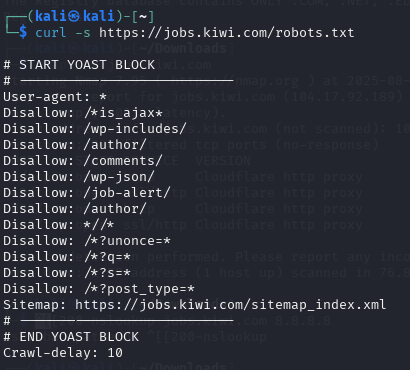 ┌──(kali㉿kali)-[~]
└─$ curl -s https://jobs.kiwi.com/robots.txt
# START YOAST BLOCK
# ---------------------------
User-agent: *
Disallow: /*is_ajax*
Disallow: /wp-includes/
Disallow: /author/
Disallow: /comments/
Disallow: /wp-json/
Disallow: /job-alert/
Disallow: /author/
Disallow: *//*
Disallow: /*?unonce=*
Disallow: /*?q=*
Disallow: /*?s=*
Disallow: /*?post_type=*
Sitemap: https://jobs.kiwi.com/sitemap_index.xml
# ---------------------------
# END YOAST BLOCK
Crawl-delay: 10